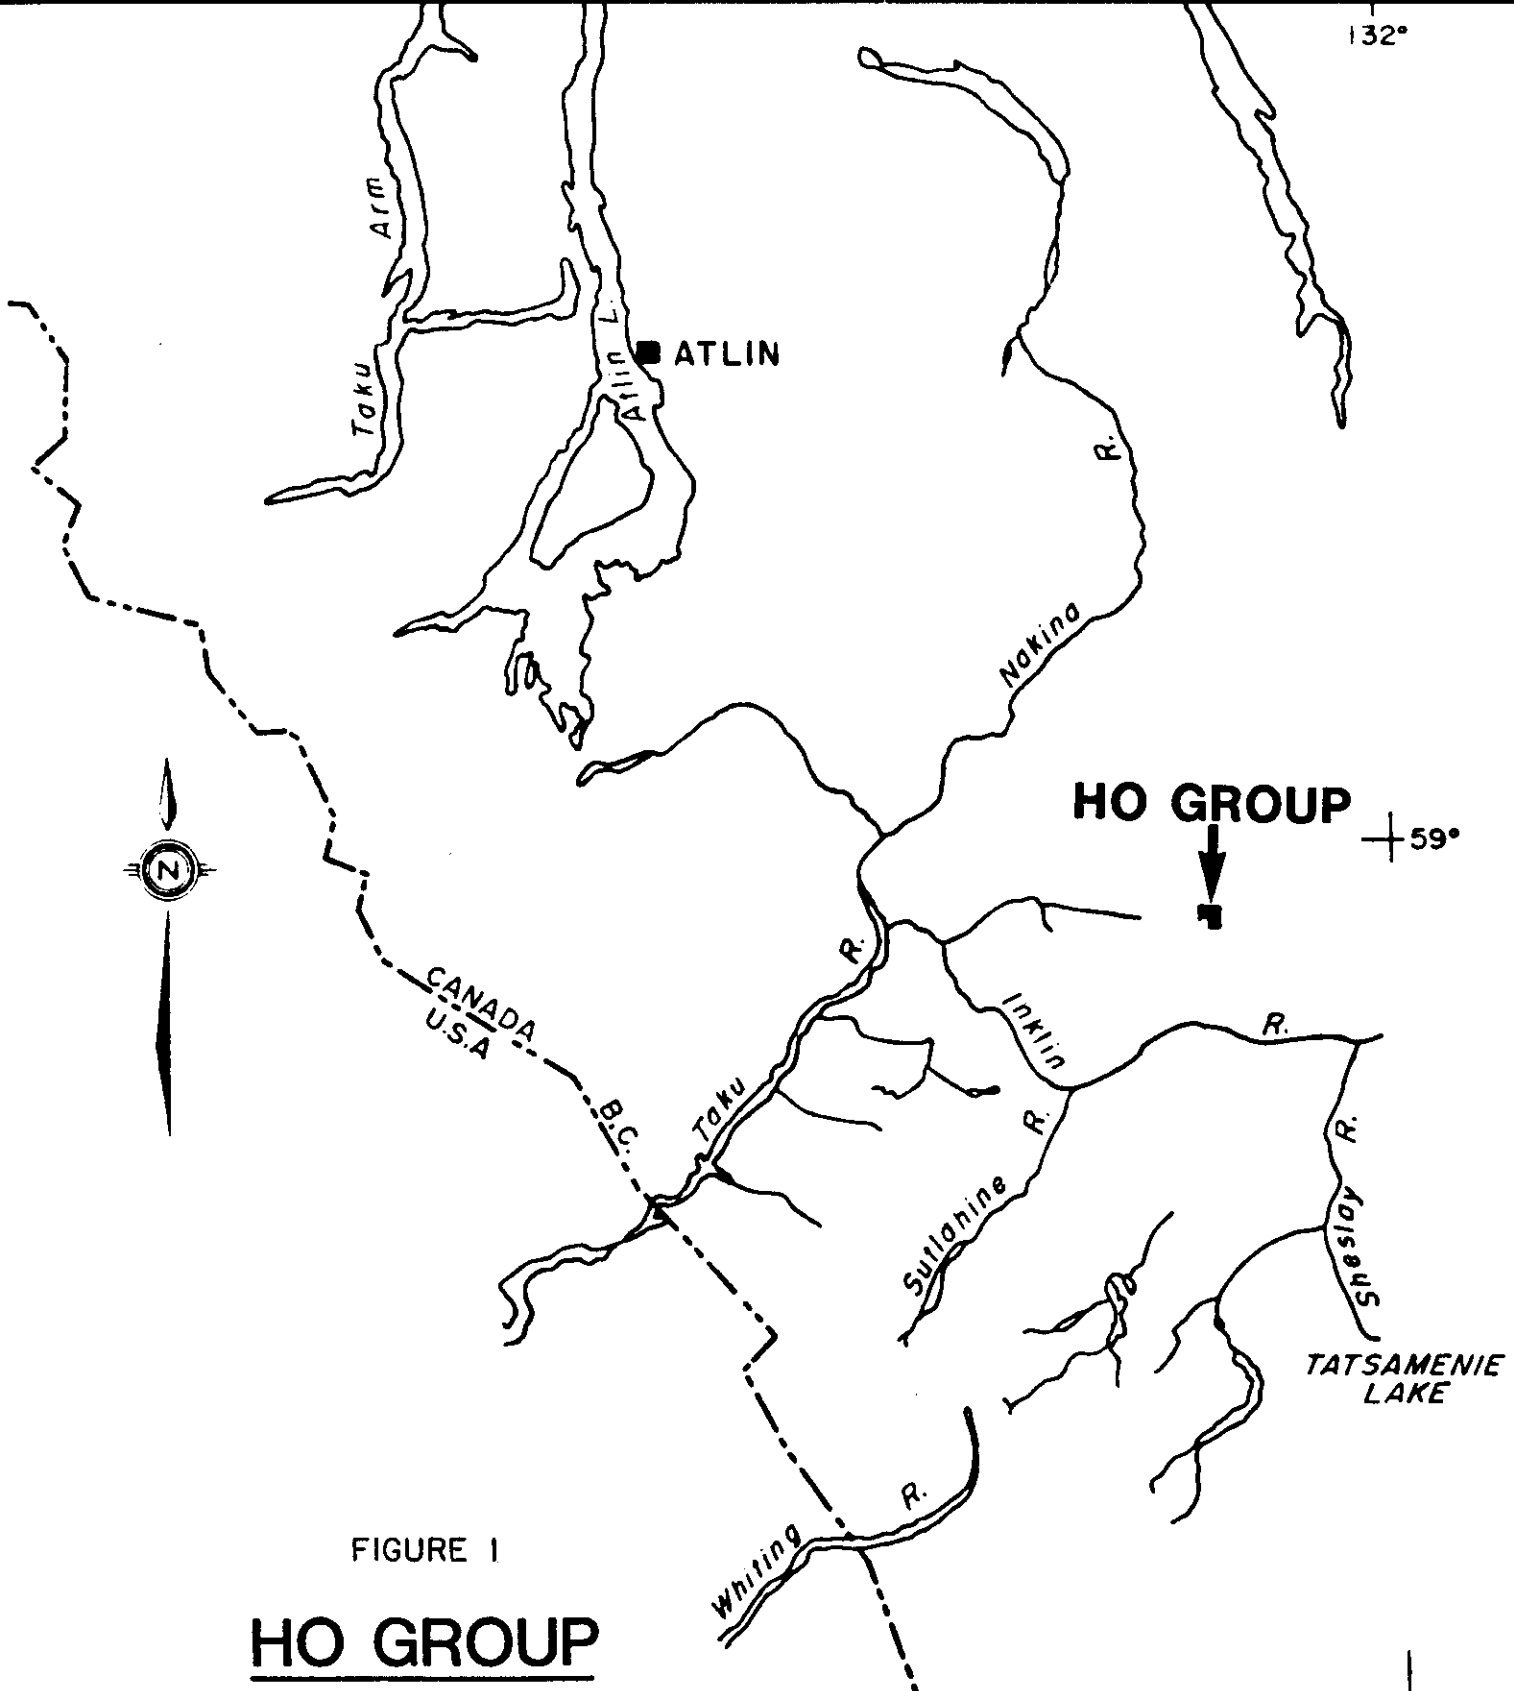 132°
Arm
Taku
Atlin L.
ATLIN
R.
Nakina
HO GROUP
59°
N
R.
CANADA
U.S.A
B.C.
Taku
Inklin
R.
R.
Sutlahine
R.
Sheslay
TATSAMENIE
LAKE
R.
Whiting
FIGURE 1
HO GROUP